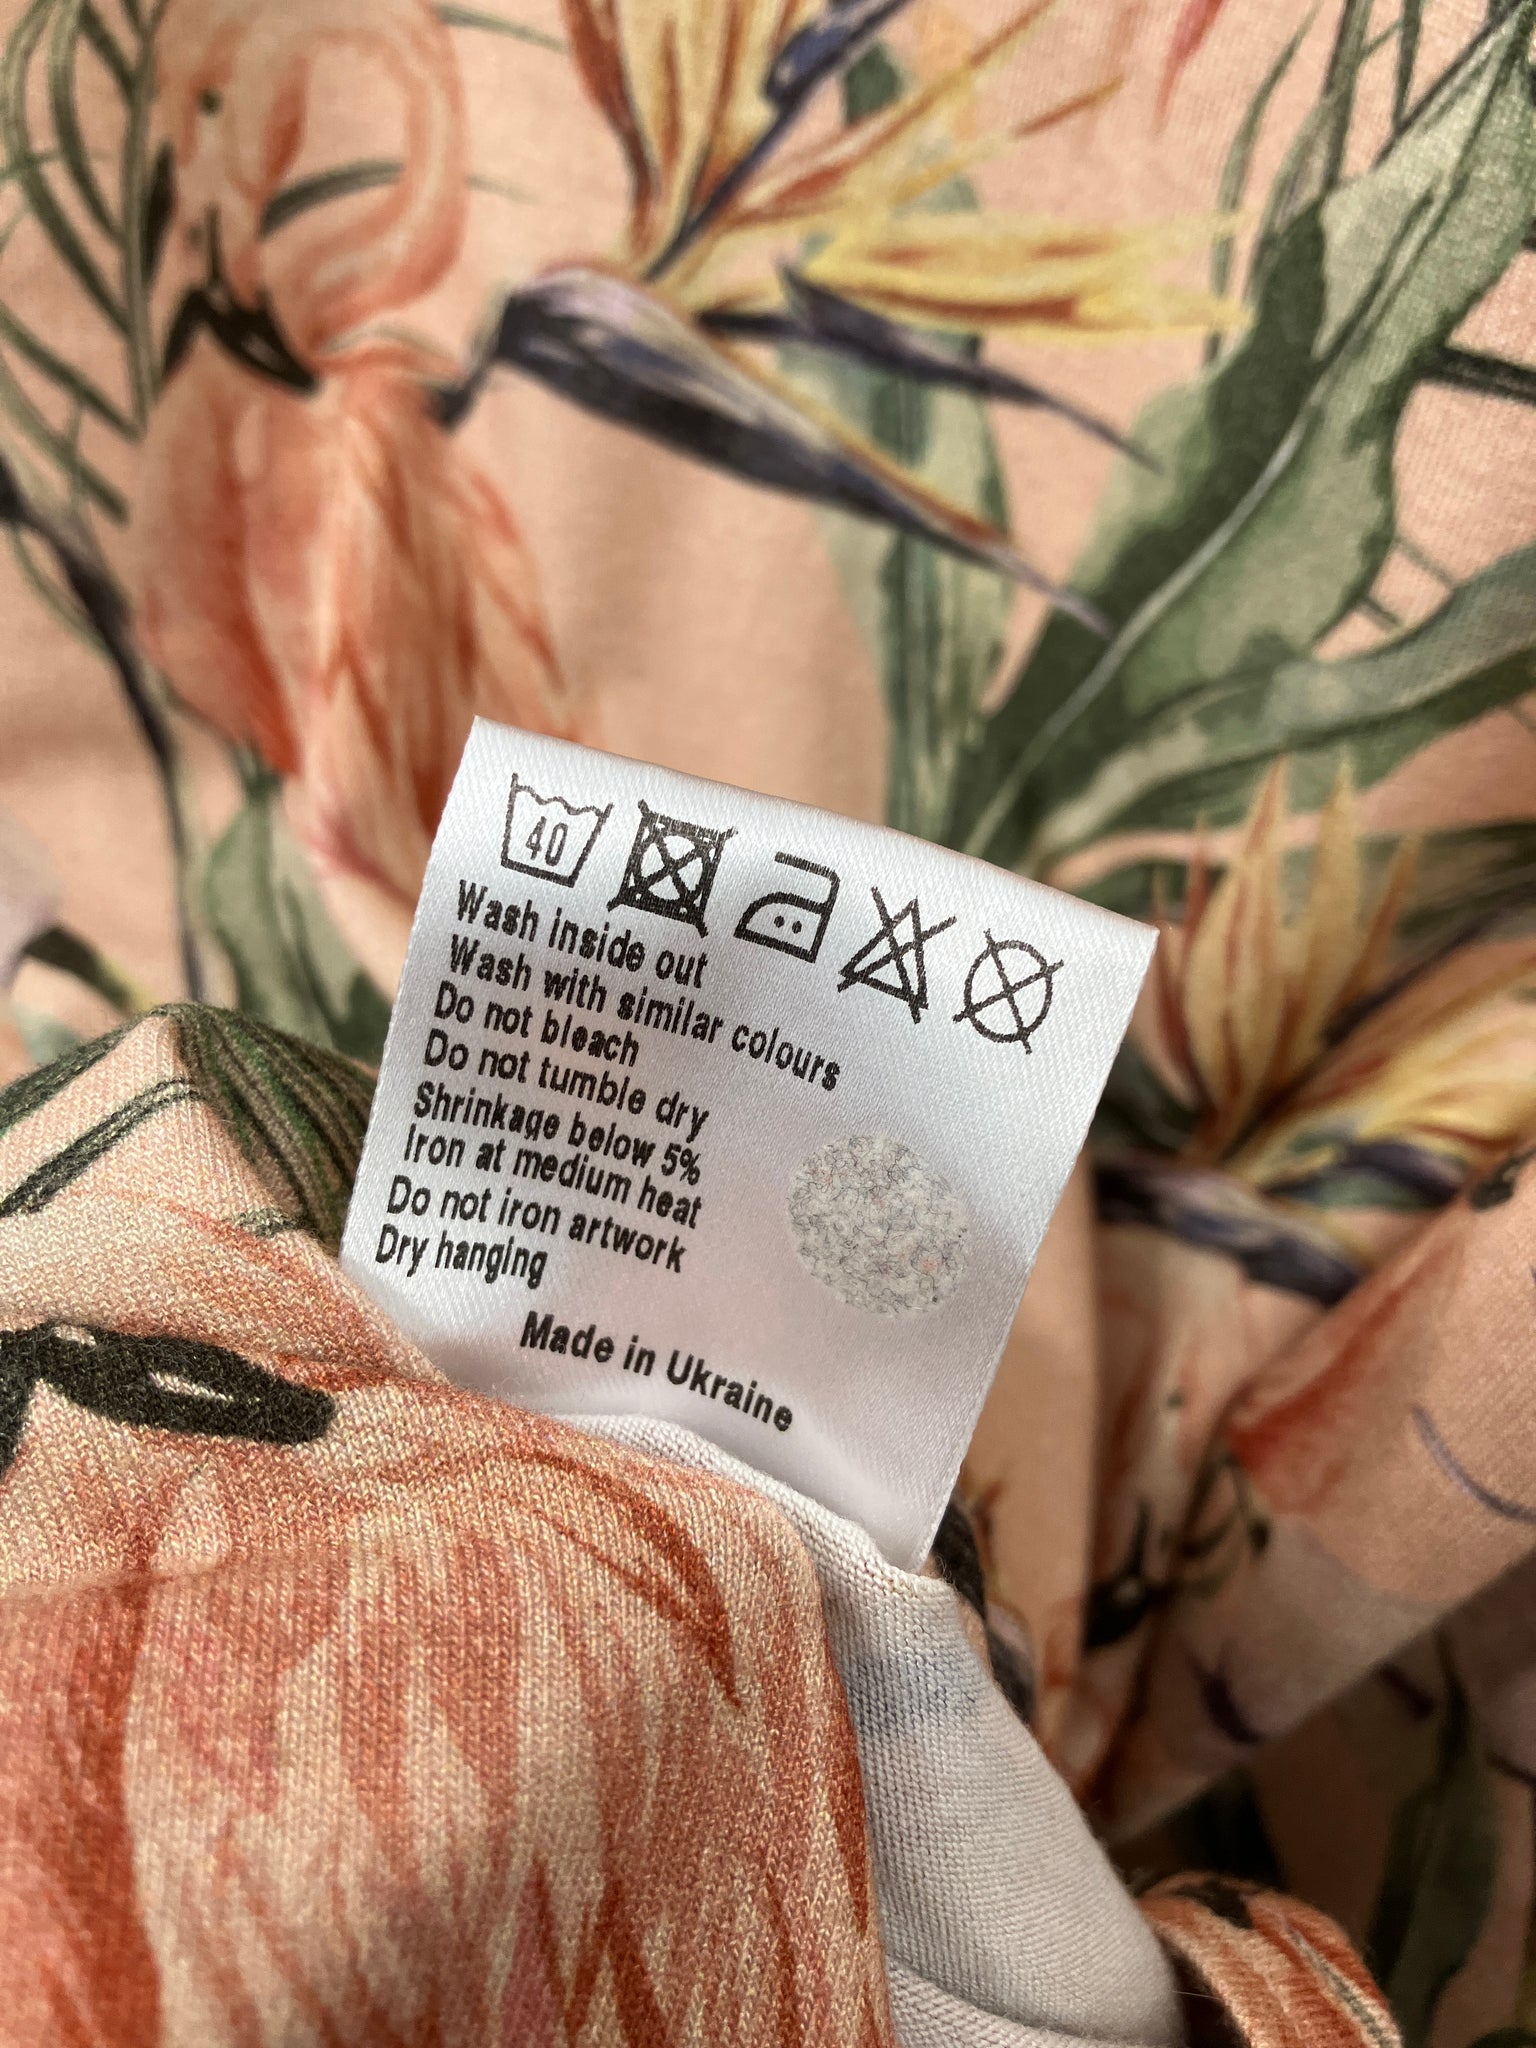 40
Wash inside out
Wash with similar colours
Do not bleach
Do not tumble dry
Shrinkage below 5%
Iron at medium heat
Do not iron artwork
Dry hanging
Made in Ukraine